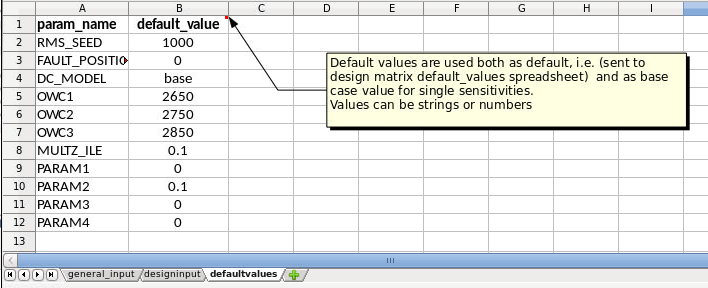 A B C D E F G H I
1 param_name default_value
2 RMS_SEED 1000
3 FAULT_POSITIO 0
4 DC_MODEL base
5 OWC1 2650
6 OWC2 2750
7 OWC3 2850
8 MULTZ_ILE 0.1
9 PARAM1 0
10 PARAM2 0.1
11 PARAM3 0
12 PARAM4 0
13
Default values are used both as default, i.e. (sent to
design matrix default_values spreadsheet)  and as base
case value for single sensitivities.
Values can be strings or numbers
general_input designinput defaultvalues